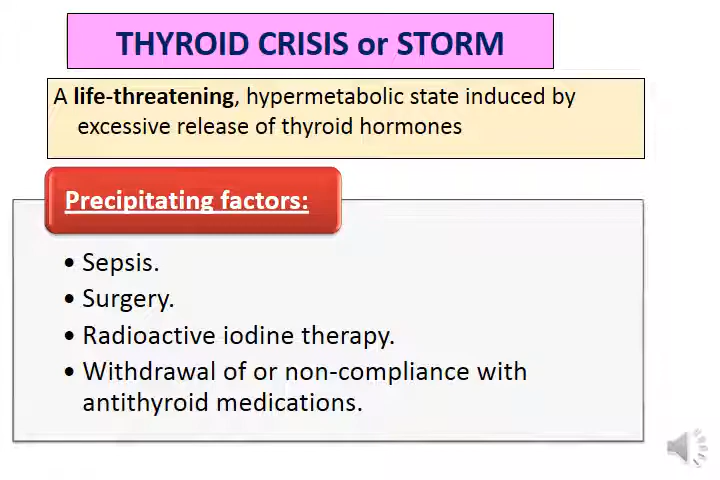 THYROID CRISIS or STORM
A life-threatening, hypermetabolic state induced by
excessive release of thyroid hormones
Precipitating factors:
• Sepsis.
• Surgery.
• Radioactive iodine therapy.
• Withdrawal of or non-compliance with
antithyroid medications.